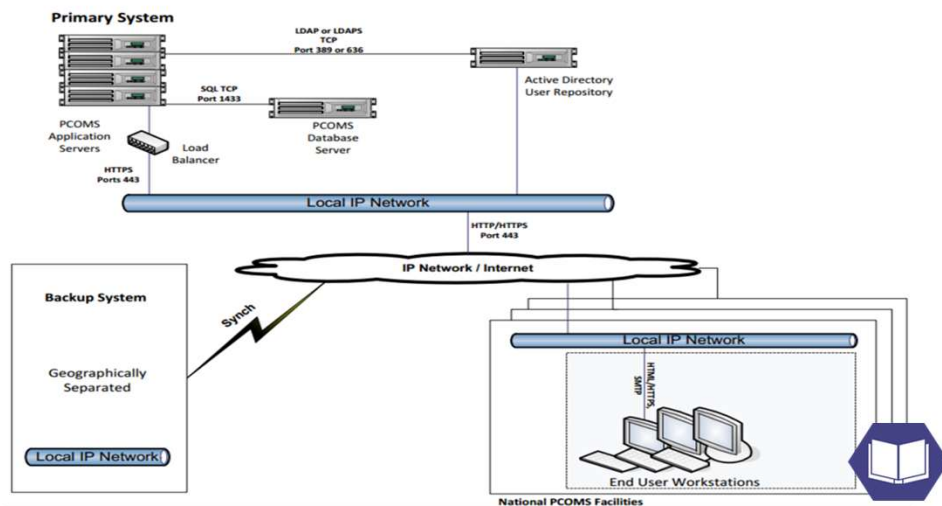 Primary System
LDAP or LDAPS
TCP
Port 389 or 636
Active Directory
User Repository
SQL TCP
Port 1433
PCOMS
Application
Servers
Load
Balancer
PCOMS
Database
Server
HTTPS
Ports 443
Local IP Network
HTTP/HTTPS
Port 443
IP Network / Internet
Backup System
Synch
Geographically
Separated
Local IP Network
Local IP Network
HTML/HTTPS,
SMTP
End User Workstations
National PCOMS Facilities